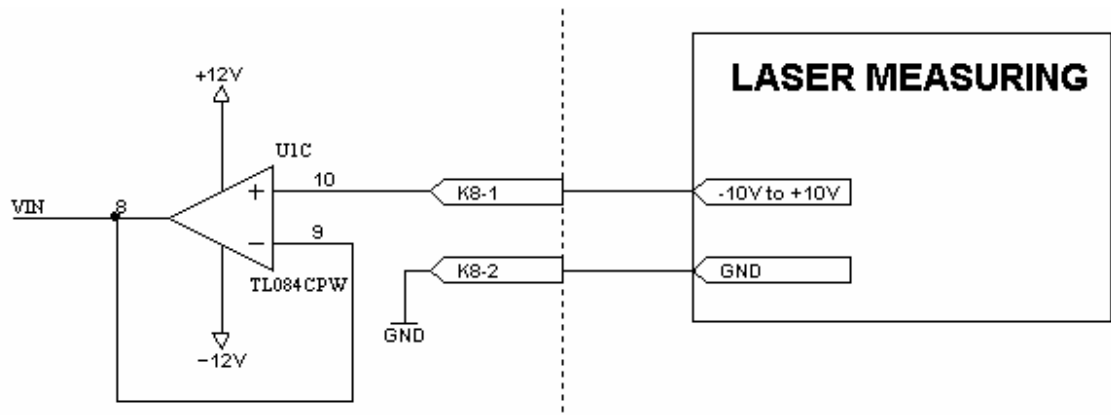 LASER MEASURING
+12V
U1C
10
K8-1
-10V to +10V
VIN
8
+
9
−
TL084CPW
K8-2
GND
GND
−12V